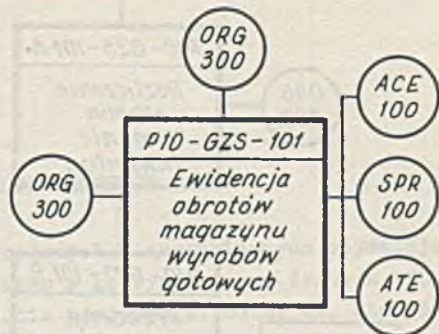 ORG
300
ACE
100
P10-GZS-101
ORG
300
Ewidencja
obrotów
magazynu
wyrobów
gotowych
SPR
100
ATE
100